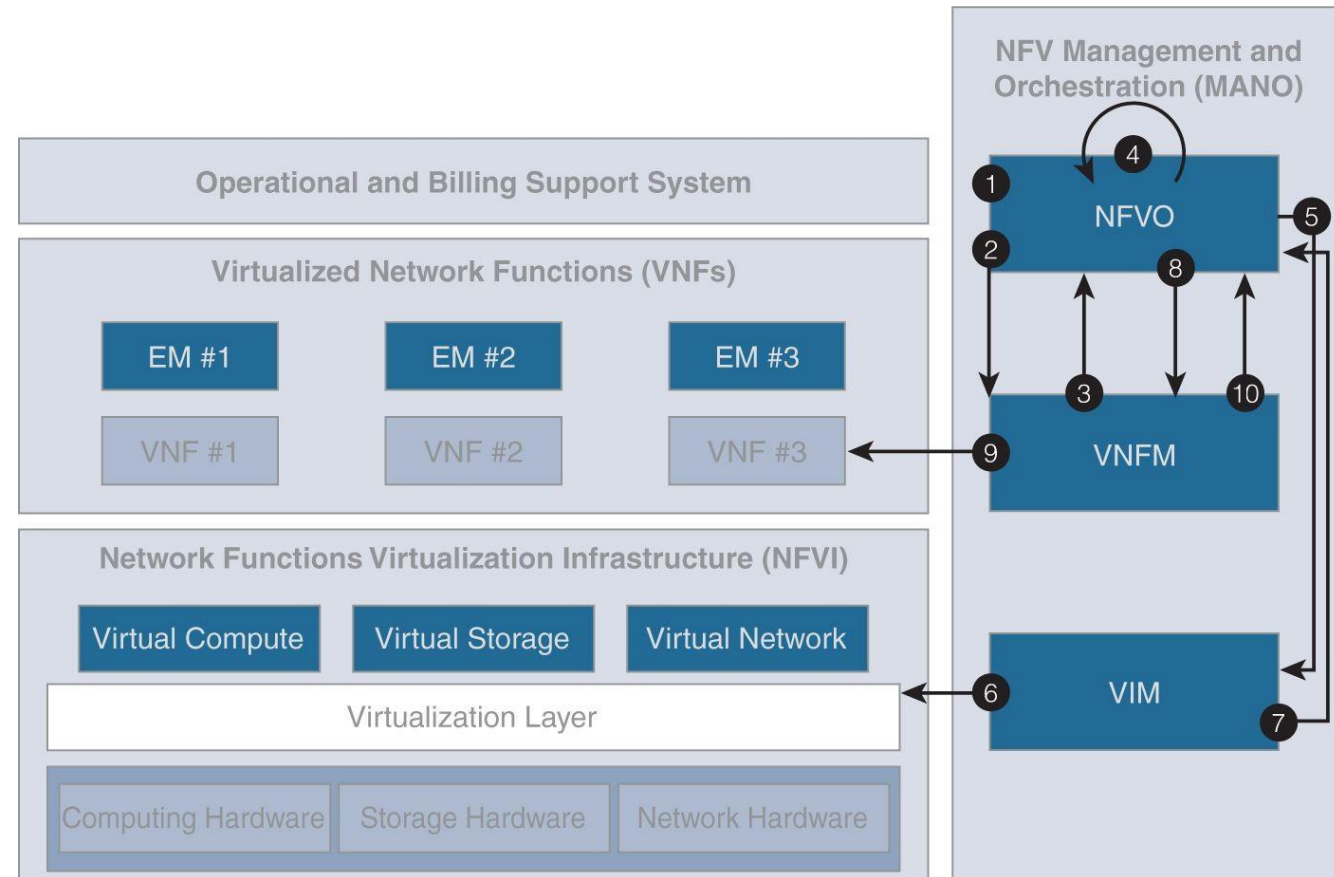 NFV Management and
Orchestration (MANO)
4
1
NFVO
5
2
8
3
10
9
VNFM
6
VIM
7
Operational and Billing Support System
Virtualized Network Functions (VNFs)
EM #1
EM #2
EM #3
VNF #1
VNF #2
VNF #3
Network Functions Virtualization Infrastructure (NFVI)
Virtual Compute
Virtual Storage
Virtual Network
Virtualization Layer
Computing Hardware
Storage Hardware
Network Hardware